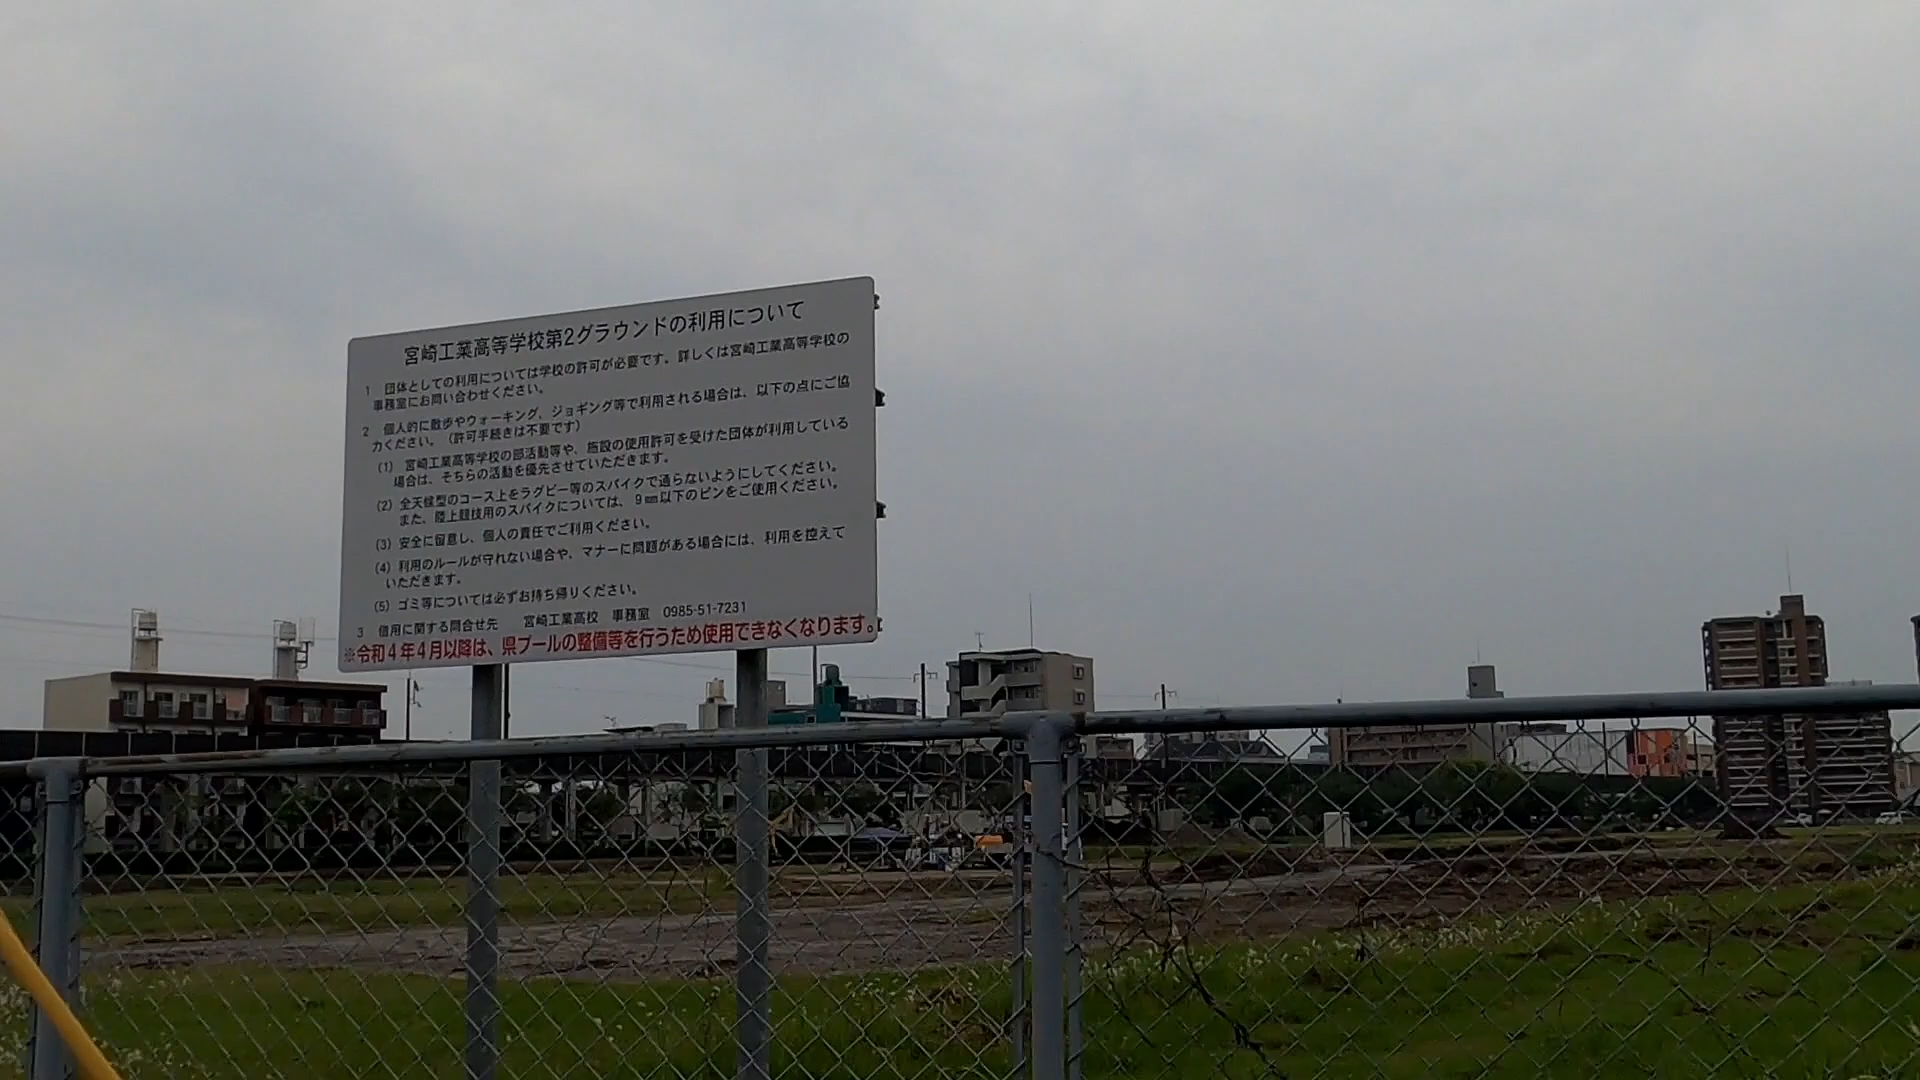 宮崎工業高等学校第2グラウンドの利用について
1　団体としての利用については学校の許可が必要です。詳しくは宮崎工業高等学校の
事務室にお問い合わせください。
2　個人的に散歩やウォーキング、ジョギング等で利用される場合は、以下の点にご協
力ください。（許可手続きは不要です）
(1)　宮崎工業高等学校の部活動等や、施設の使用許可を受けた団体が利用している
場合は、そちらの活動を優先させていただきます。
(2) 全天候型のコース上をラグビー等のスパイクで通らないようにしてください。
また、陸上競技用のスパイクについては、9㎜以下のピンをご使用ください。
(3) 安全に留意し、個人の責任でご利用ください。
(4) 利用のルールが守れない場合や、マナーに問題がある場合には、利用を控えて
いただきます。
(5) ゴミ等については必ずお持ち帰りください。
3　借用に関する問合せ先　　宮崎工業高校　事務室　0985-51-7231
※令和4年4月以降は、県プールの整備等を行うため使用できなくなります。